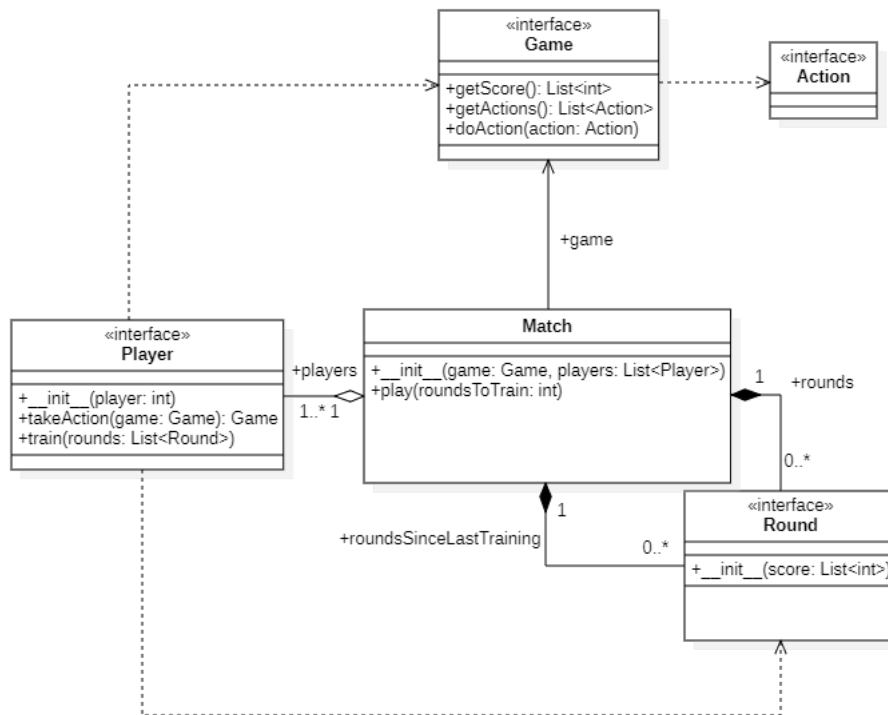 «interface»
Game
+getScore(): List<int>
+getActions(): List<Action>
+doAction(action: Action)
«interface»
Action
+game
«interface»
Player
+__init__(player: int)
+takeAction(game: Game): Game
+train(rounds: List<Round>)
+players
1..* 1
Match
+__init__(game: Game, players: List<Player>)
+play(roundsToTrain: int)
1
+rounds
0..*
1
+roundsSinceLastTraining
0..*
«interface»
Round
+__init__(score: List<int>)